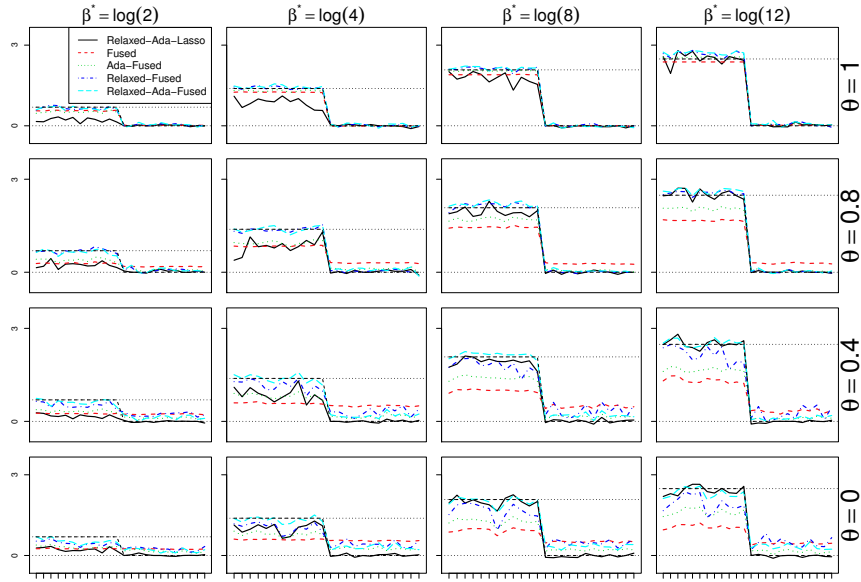 β* = log(2) β* = log(4) β* = log(8) β* = log(12)
3
0
Relaxed-Ada-Lasso
Fused
Ada-Fused
Relaxed-Fused
Relaxed-Ada-Fused
θ = 1
3
0
θ = 0.8
3
0
θ = 0.4
3
0
θ = 0